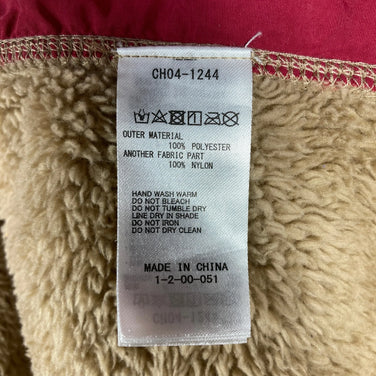 CH04-1244
OUTER MATERIAL
100% POLYESTER
ANOTHER FABRIC PART
100% NYLON
HAND WASH WARM
DO NOT BLEACH
DO NOT TUMBLE DRY
LINE DRY IN SHADE
DO NOT IRON
DO NOT DRY CLEAN
MADE IN CHINA
1-2-00-051